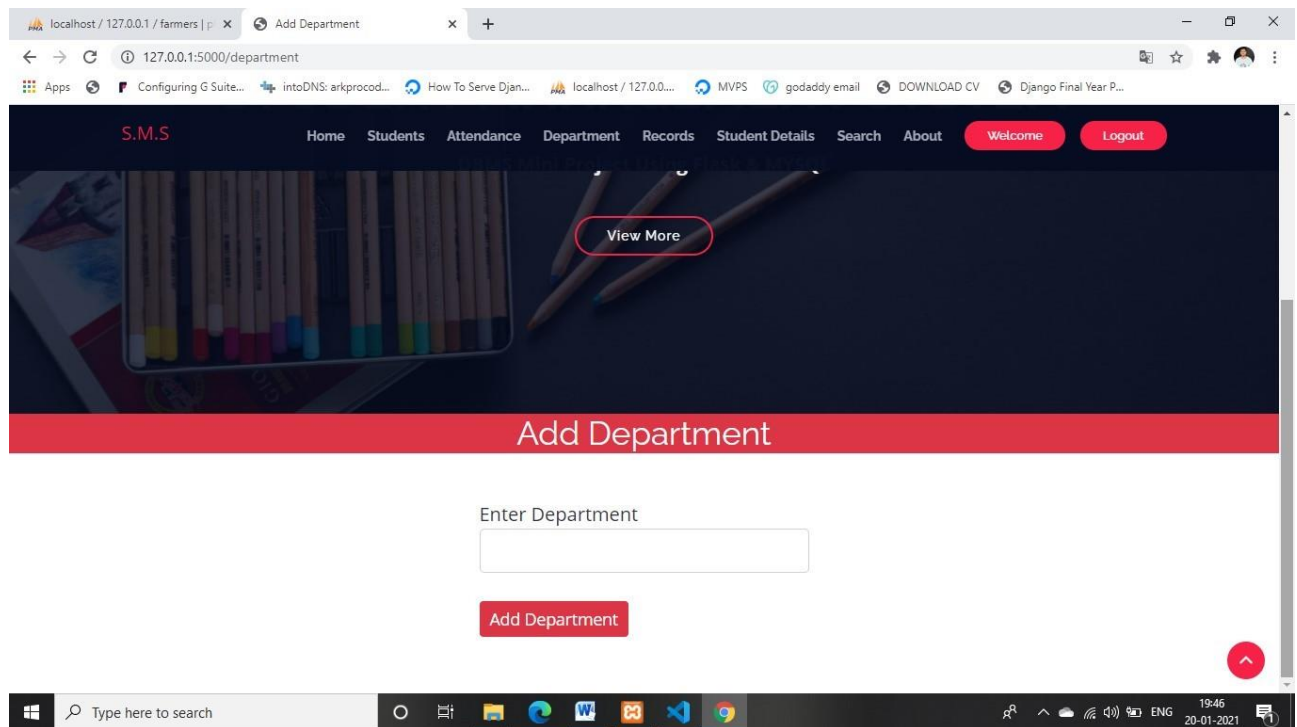 localhost / 127.0.0.1 / farmers | p
Add Department
127.0.0.1:5000/department
Apps
Configuring G Suite...
intoDNS: arkprocod...
How To Serve Djan...
localhost / 127.0.0....
MVPS
godaddy email
DOWNLOAD CV
Django Final Year P...
S.M.S
Home Students Attendance Department Records Student Details Search About Welcome Logout
View More
Add Department
Enter Department
Add Department
Type here to search
ENG
19:46
20-01-2021